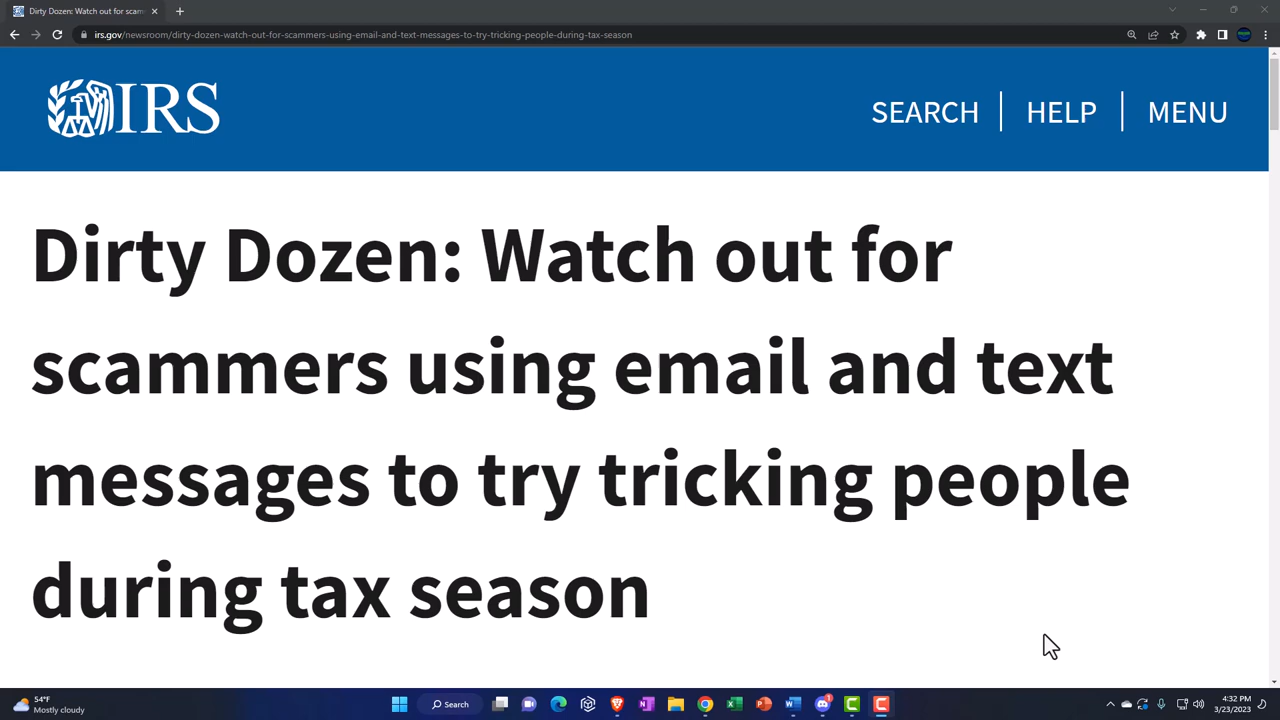 Dirty Dozen: Watch out for scam
irs.gov/newsroom/dirty-dozen-watch-out-for-scammers-using-email-and-text-messages-to-try-tricking-people-during-tax-season
IRS
SEARCH
HELP
MENU
Dirty Dozen: Watch out for
scammers using email and text
messages to try tricking people
during tax season
54°F
Mostly cloudy
Search
1
4:32 PM
3/23/2023